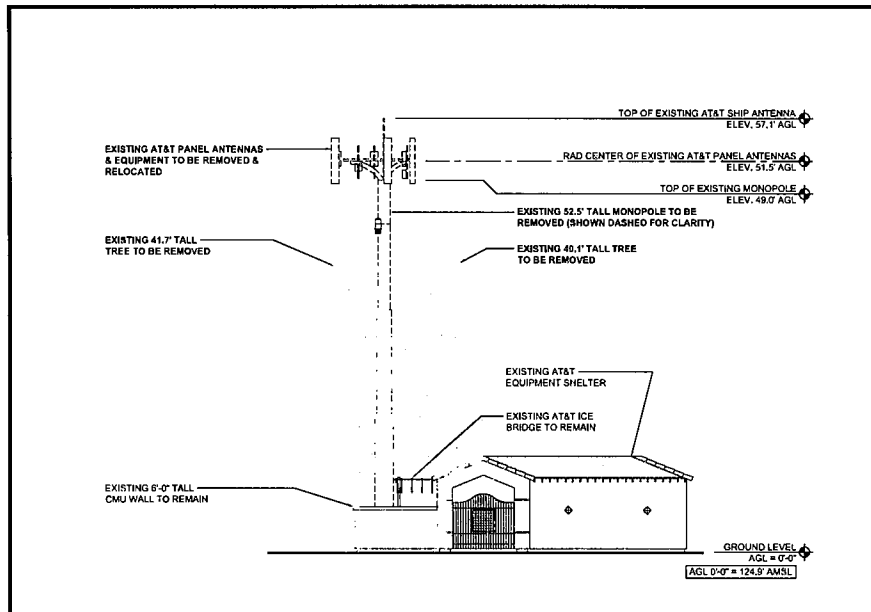 TOP OF EXISTING AT&T SHIP ANTENNA
ELEV. 57.1' AGL
EXISTING AT&T PANEL ANTENNAS
& EQUIPMENT TO BE REMOVED &
RELOCATED
RAD CENTER OF EXISTING AT&T PANEL ANTENNAS
ELEV. 51.5' AGL
TOP OF EXISTING MONOPOLE
ELEV. 49.0' AGL
EXISTING 52.5' TALL MONOPOLE TO BE
REMOVED (SHOWN DASHED FOR CLARITY)
EXISTING 41.7' TALL
TREE TO BE REMOVED
EXISTING 40.1' TALL TREE
TO BE REMOVED
EXISTING AT&T
EQUIPMENT SHELTER
EXISTING AT&T ICE
BRIDGE TO REMAIN
EXISTING 6'-0" TALL
CMU WALL TO REMAIN
GROUND LEVEL
AGL = 0'-0"
AGL 0'-0" = 124.9' AMSL